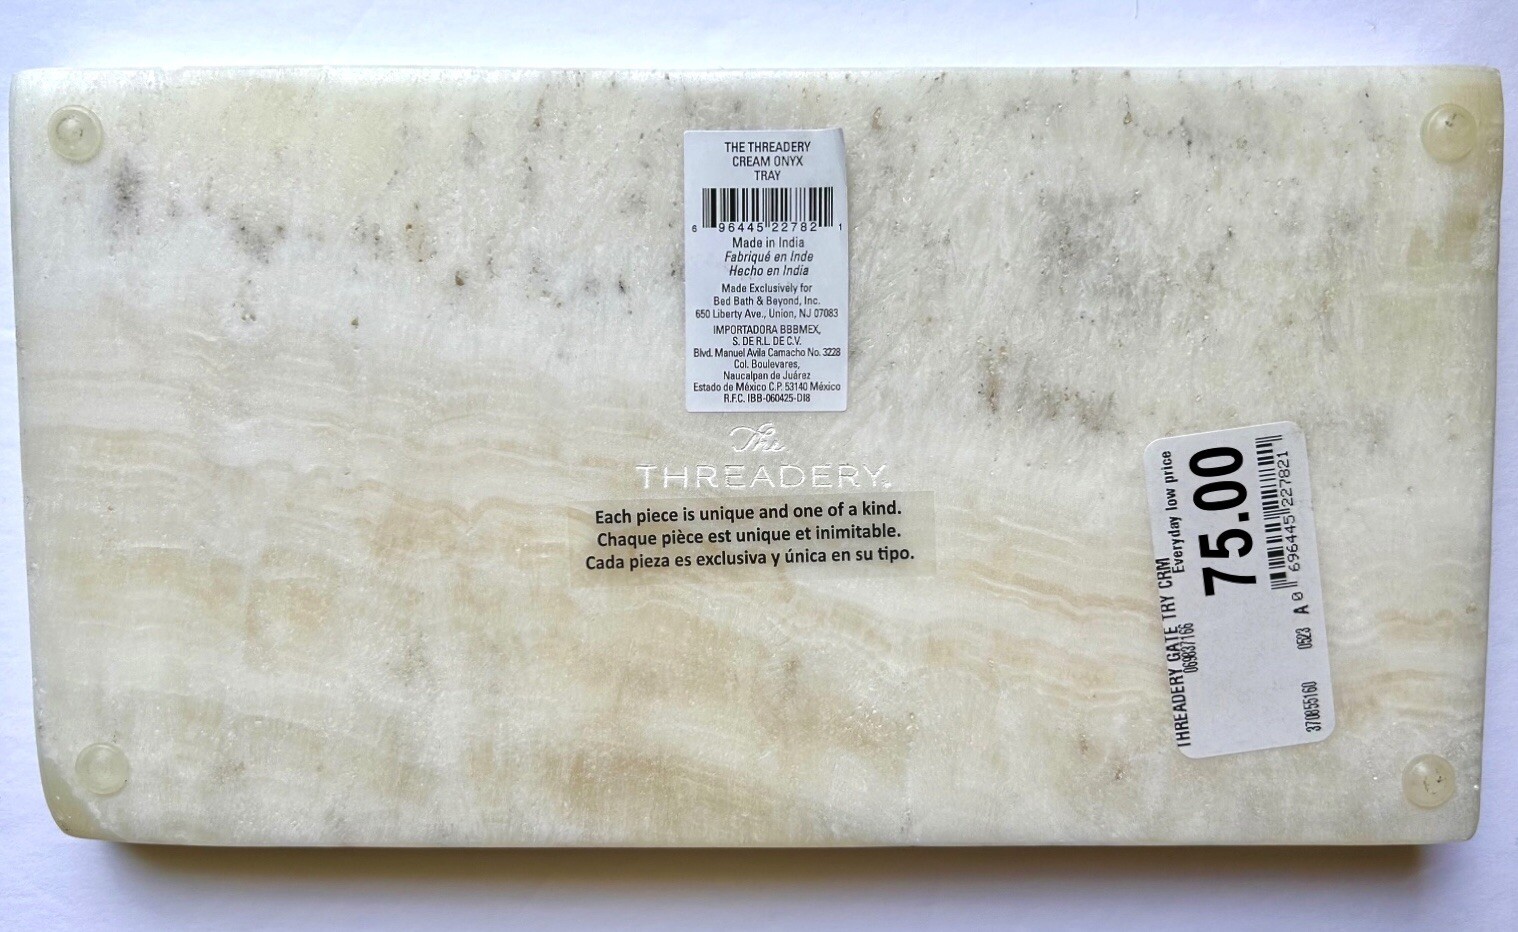 THE THREADERY
CREAM ONYX
TRAY
6 96445 22782 1
Made in India
Fabriqué en Inde
Hecho en India
Made Exclusively for
Bed Bath & Beyond, Inc.
650 Liberty Ave., Union, NJ 07083
IMPORTADORA BBBMEX,
S. DE R.L. DE C.V.
Blvd. Manuel Avila Camacho No. 3228
Col. Boulevares,
Naucalpan de Juárez
Estado de México C.P. 53140 México
R.F.C. IBB-060425-DI8
The
THREADERY.
Each piece is unique and one of a kind.
Chaque pièce est unique et inimitable.
Cada pieza es exclusiva y única en su tipo.
THREADERY GATE TRY CRM
069837166
Everyday low price
75.00
A 0 696445 227821
370855160 0523